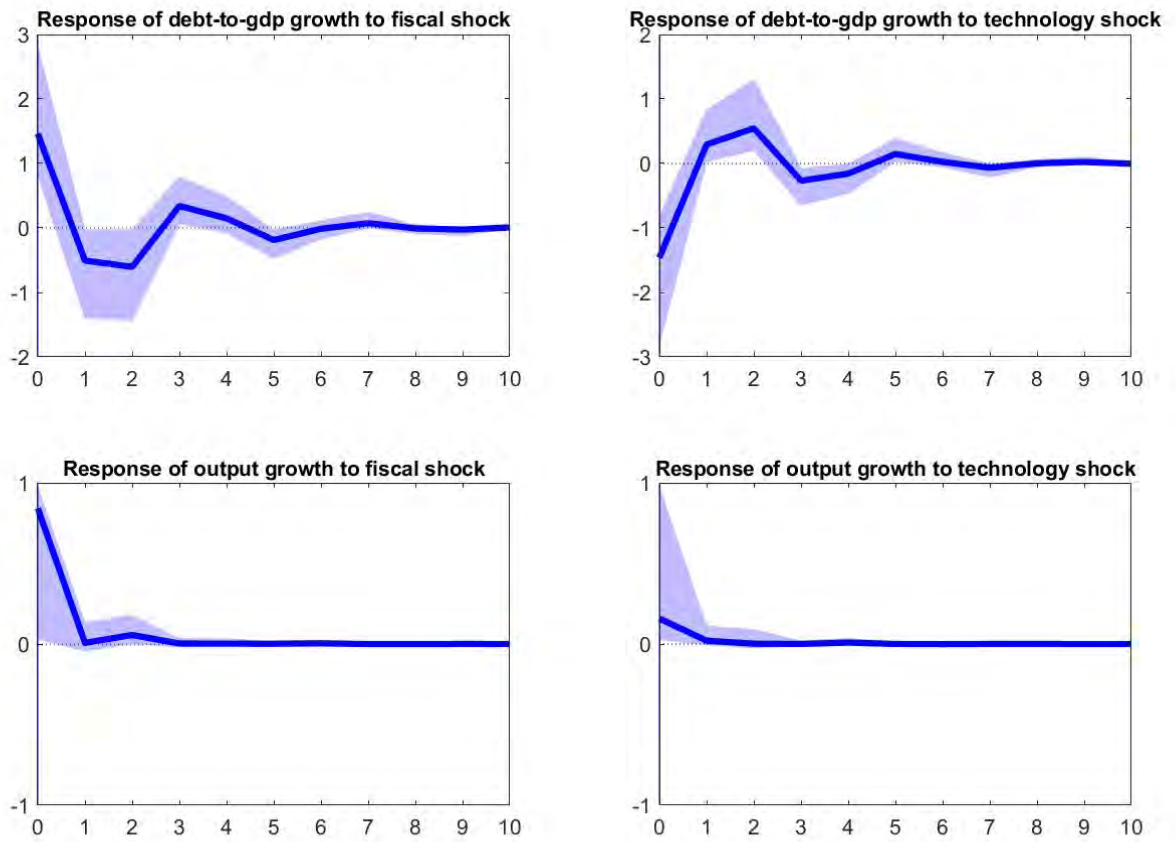 Response of debt-to-gdp growth to fiscal shock
3
2
1
0
-1
-2
0 1 2 3 4 5 6 7 8 9 10
Response of debt-to-gdp growth to technology shock
2
1
0
-1
-2
-3
0 1 2 3 4 5 6 7 8 9 10
Response of output growth to fiscal shock
1
0
-1
0 1 2 3 4 5 6 7 8 9 10
Response of output growth to technology shock
1
0
-1
0 1 2 3 4 5 6 7 8 9 10